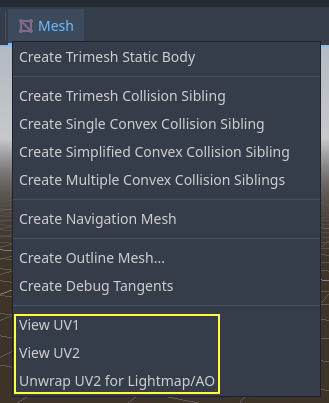 Mesh
Create Trimesh Static Body
Create Trimesh Collision Sibling
Create Single Convex Collision Sibling
Create Simplified Convex Collision Sibling
Create Multiple Convex Collision Siblings
Create Navigation Mesh
Create Outline Mesh...
Create Debug Tangents
View UV1
View UV2
Unwrap UV2 for Lightmap/AO